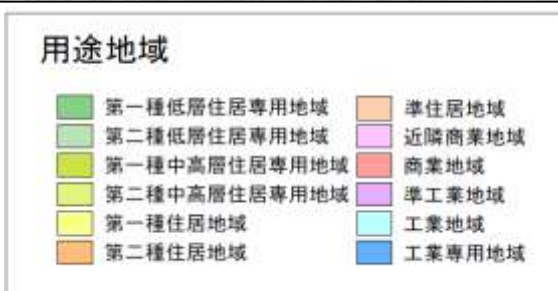 用途地域
第一種低層住居専用地域
第二種低層住居専用地域
第一種中高層住居専用地域
第二種中高層住居専用地域
第一種住居地域
第二種住居地域
準住居地域
近隣商業地域
商業地域
準工業地域
工業地域
工業専用地域